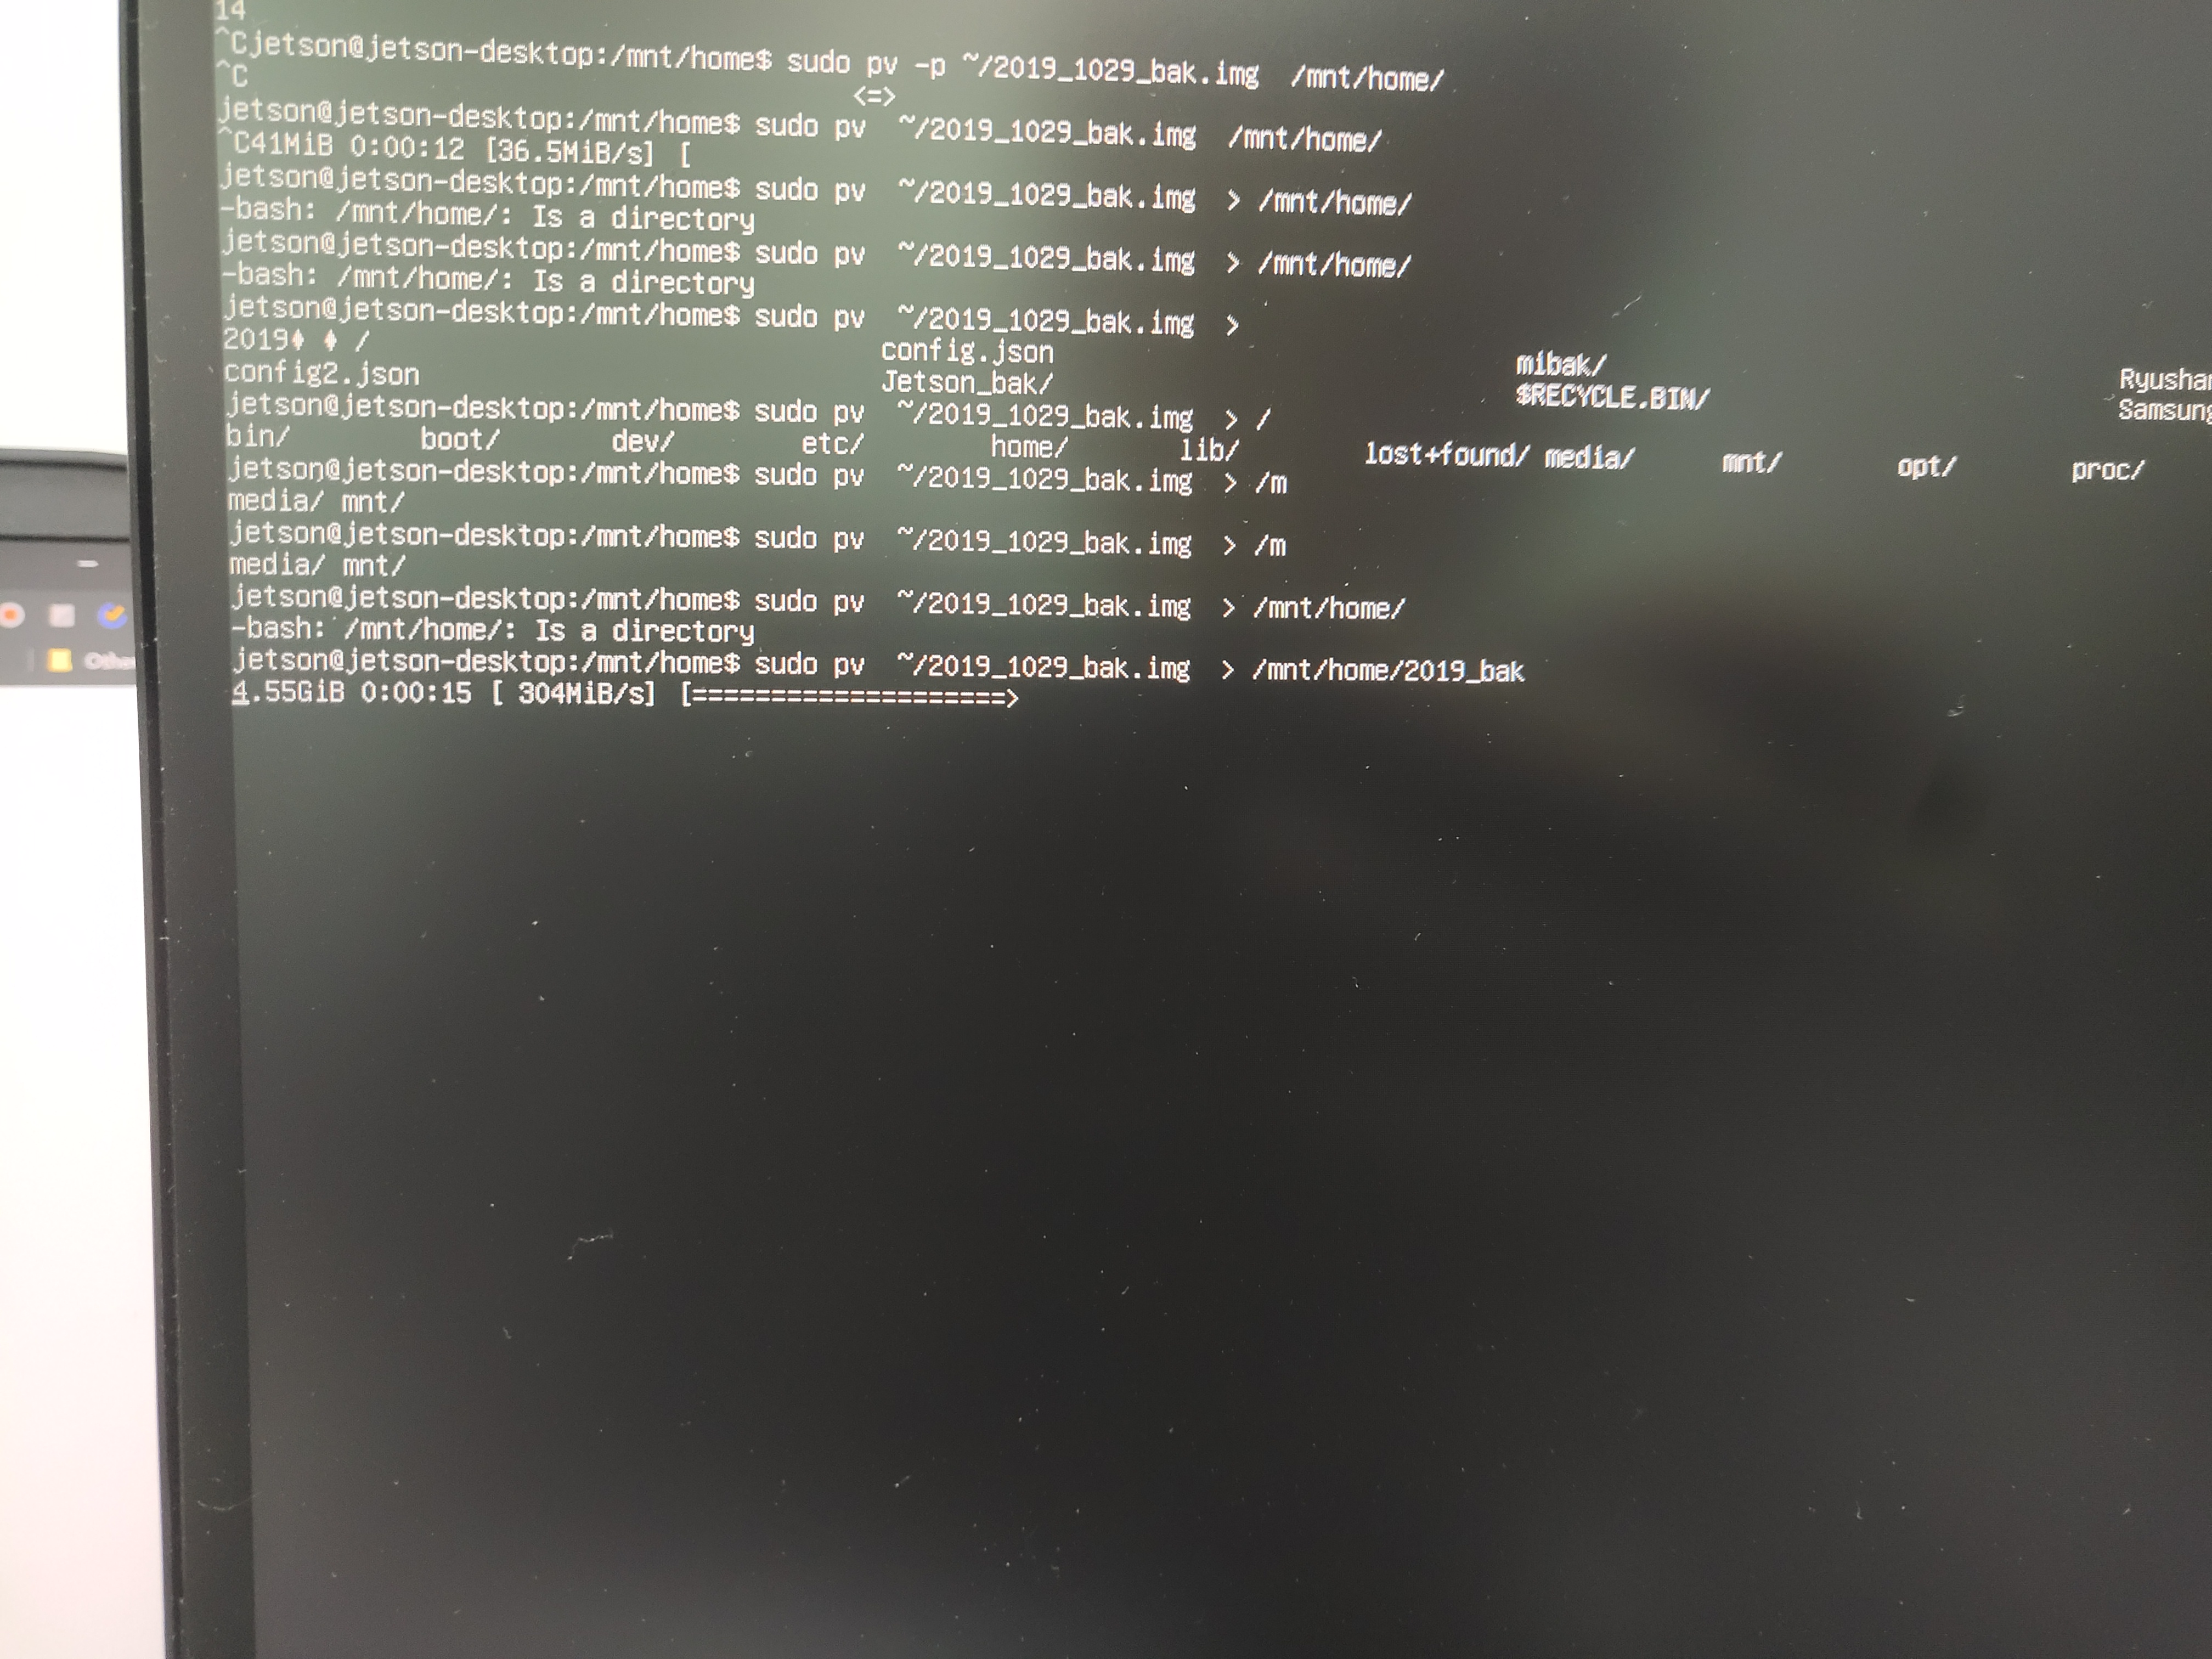 14
^Cjetson@jetson-desktop:/mnt/home$ sudo pv -p ~/2019_1029_bak.img  /mnt/home/
^C                                      <=>
jetson@jetson-desktop:/mnt/home$ sudo pv  ~/2019_1029_bak.img  /mnt/home/
^C41MiB 0:00:12 [36.5MiB/s] [
jetson@jetson-desktop:/mnt/home$ sudo pv  ~/2019_1029_bak.img  > /mnt/home/
-bash: /mnt/home/: Is a directory
jetson@jetson-desktop:/mnt/home$ sudo pv  ~/2019_1029_bak.img  > /mnt/home/
-bash: /mnt/home/: Is a directory
jetson@jetson-desktop:/mnt/home$ sudo pv  ~/2019_1029_bak.img  >
2019♦ ♦ / config.json mibak/ Ryusha
config2.json Jetson_bak/ $RECYCLE.BIN/ Samsung
jetson@jetson-desktop:/mnt/home$ sudo pv  ~/2019_1029_bak.img  > /
bin/ boot/ dev/ etc/ home/ lib/ lost+found/ media/ mnt/ opt/ proc/
jetson@jetson-desktop:/mnt/home$ sudo pv  ~/2019_1029_bak.img  > /m
media/ mnt/
jetson@jetson-desktop:/mnt/home$ sudo pv  ~/2019_1029_bak.img  > /m
media/ mnt/
jetson@jetson-desktop:/mnt/home$ sudo pv  ~/2019_1029_bak.img  > /mnt/home/
-bash: /mnt/home/: Is a directory
jetson@jetson-desktop:/mnt/home$ sudo pv  ~/2019_1029_bak.img  > /mnt/home/2019_bak
4.55GiB 0:00:15 [ 304MiB/s] [====================>